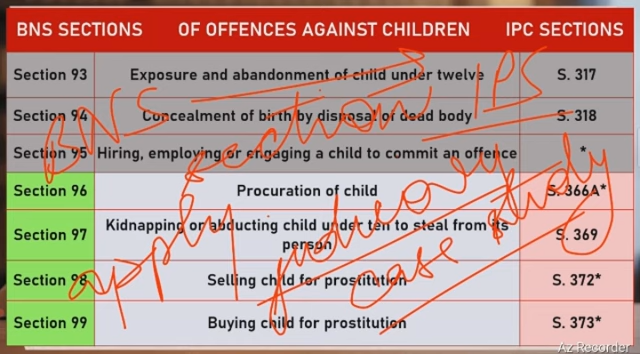 BNS SECTIONS OF OFFENCES AGAINST CHILDREN IPC SECTIONS
Section 93 Exposure and abandonment of child under twelve S. 317
Section 94 Concealment of birth by disposal of dead body S. 318
Section 95 Hiring, employing or engaging a child to commit an offence *
Section 96 Procuration of child S. 366A*
Section 97 Kidnapping or abducting child under ten to steal from its person S. 369
Section 98 Selling child for prostitution S. 372*
Section 99 Buying child for prostitution S. 373*
BNS section IPS
apply
case study
Az Recorder